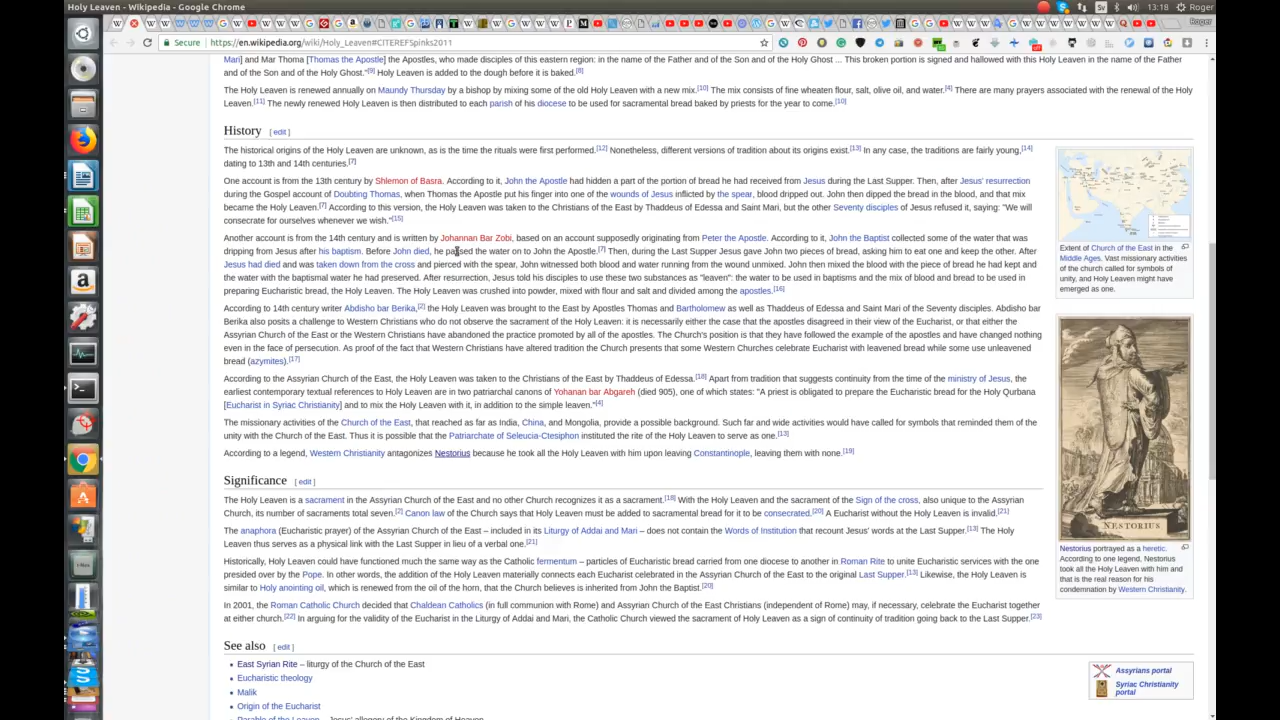 Holy Leaven - Wikipedia - Google Chrome
Sv
13:18
Roger
Roger
Secure
https://en.wikipedia.org/wiki/Holy_Leaven#CITEREFSpinks2011
Mari] and Mar Thoma [Thomas the Apostle] the Apostles, who made disciples of this eastern region: in the name of the Father and of the Son and of the Holy Ghost ... This broken portion is signed and hallowed with this Holy Leaven in the name of the Father
and of the Son and of the Holy Ghost."[9] Holy Leaven is added to the dough before it is baked.[8]
The Holy Leaven is renewed annually on Maundy Thursday by a bishop by mixing some of the old Holy Leaven with a new mix.[10] The mix consists of fine wheaten flour, salt, olive oil, and water.[4] There are many prayers associated with the renewal of the Holy
Leaven.[11] The newly renewed Holy Leaven is then distributed to each parish of his diocese to be used for sacramental bread baked by priests for the year to come.[10]
History [ edit ]
The historical origins of the Holy Leaven are unknown, as is the time the rituals were first performed.[12] Nonetheless, different versions of tradition about its origins exist.[13] In any case, the traditions are fairly young,[14]
dating to 13th and 14th centuries.[7]
One account is from the 13th century by Shlemon of Basra. According to it, John the Apostle had hidden a part of the portion of bread he had received from Jesus during the Last Supper. Then, after Jesus' resurrection
during the Gospel account of Doubting Thomas, when Thomas the Apostle put his finger into one of the wounds of Jesus inflicted by the spear, blood dripped out. John then dipped the bread in the blood, and that mix
became the Holy Leaven.[7] According to this version, the Holy Leaven was taken to the Christians of the East by Thaddeus of Edessa and Saint Mari, but the other Seventy disciples of Jesus refused it, saying: "We will
consecrate for ourselves whenever we wish."[15]
Another account is from the 14th century and is written by Johannan Bar Zobi, based on an account supposedly originating from Peter the Apostle. According to it, John the Baptist collected some of the water that was
dripping from Jesus after his baptism. Before John died, he passed the water on to John the Apostle.[7] Then, during the Last Supper Jesus gave John two pieces of bread, asking him to eat one and keep the other. After
Jesus had died and was taken down from the cross and pierced with the spear, John witnessed both blood and water running from the wound unmixed. John then mixed the blood with the piece of bread he had kept and
the water with the baptismal water he had preserved. After resurrection, Jesus told his disciples to use these two substances as "leaven": the water to be used in baptisms and the mix of blood and bread to be used in
preparing Eucharistic bread, the Holy Leaven. The Holy Leaven was crushed into powder, mixed with flour and salt and divided among the apostles.[16]
According to 14th century writer Abdisho bar Berika,[2] the Holy Leaven was brought to the East by Apostles Thomas and Bartholomew as well as Thaddeus of Edessa and Saint Mari of the Seventy disciples. Abdisho bar
Berika also posits a challenge to Western Christians who do not observe the sacrament of the Holy Leaven: it is necessarily either the case that the apostles disagreed in their view of the Eucharist, or that either the
Assyrian Church of the East or the Western Christians have abandoned the practice promoted by all of the apostles. The Church's position is that they have followed the example of the apostles and have changed nothing
even in the face of persecution. As proof of the fact that Western Christians have altered tradition the Church presents that some Western Churches celebrate Eucharist with leavened bread while some use unleavened
bread (azymites).[17]
According to the Assyrian Church of the East, the Holy Leaven was taken to the Christians of the East by Thaddeus of Edessa.[18] Apart from tradition that suggests continuity from the time of the ministry of Jesus, the
earliest contemporary textual references to Holy Leaven are in two patriarchal canons of Yohanan bar Abgareh (died 905), one of which states: "A priest is obligated to prepare the Eucharistic bread for the Holy Qurbana
[Eucharist in Syriac Christianity] and to mix the Holy Leaven with it, in addition to the simple leaven."[4]
The missionary activities of the Church of the East, that reached as far as India, China, and Mongolia, provide a possible background. Such far and wide activities would have called for symbols that reminded them of the
unity with the Church of the East. Thus it is possible that the Patriarchate of Seleucia-Ctesiphon instituted the rite of the Holy Leaven to serve as one.[13]
According to a legend, Western Christianity antagonizes Nestorius because he took all the Holy Leaven with him upon leaving Constantinople, leaving them with none.[19]
Extent of Church of the East in the
Middle Ages. Vast missionary activities
of the church called for symbols of
unity, and Holy Leaven might have
emerged as one.
NESTORIUS
Nestorius portrayed as a heretic.
According to one legend, Nestorius
took all the Holy Leaven with him and
that is the real reason for his
condemnation by Western Christianity.
Significance [ edit ]
The Holy Leaven is a sacrament in the Assyrian Church of the East and no other Church recognizes it as a sacrament.[18] With the Holy Leaven and the sacrament of the Sign of the cross, also unique to the Assyrian
Church, its number of sacraments total seven.[2] Canon law of the Church says that Holy Leaven must be added to sacramental bread for it to be consecrated.[20] A Eucharist without the Holy Leaven is invalid.[21]
The anaphora (Eucharistic prayer) of the Assyrian Church of the East – included in its Liturgy of Addai and Mari – does not contain the Words of Institution that recount Jesus' words at the Last Supper.[13] The Holy
Leaven thus serves as a physical link with the Last Supper in lieu of a verbal one.[21]
Historically, Holy Leaven could have functioned much the same way as the Catholic fermentum – particles of Eucharistic bread carried from one diocese to another in Roman Rite to unite Eucharistic services with the one
presided over by the Pope. In other words, the addition of the Holy Leaven materially connects each Eucharist celebrated in the Assyrian Church of the East to the original Last Supper.[13] Likewise, the Holy Leaven is
similar to Holy anointing oil, which is renewed from the oil of the horn, that the Church believes is inherited from John the Baptist.[20]
In 2001, the Roman Catholic Church decided that Chaldean Catholics (in full communion with Rome) and Assyrian Church of the East Christians (independent of Rome) may, if necessary, celebrate the Eucharist together
at either church.[22] In arguing for the validity of the Eucharist in the Liturgy of Addai and Mari, the Catholic Church viewed the sacrament of Holy Leaven as a sign of continuity of tradition going back to the Last Supper.[23]
See also [ edit ]
East Syrian Rite – liturgy of the Church of the East
Eucharistic theology
Malik
Origin of the Eucharist
Parable of the Leaven – Jesus' allegory of the Kingdom of Heaven
Assyrians portal
Syriac Christianity
portal